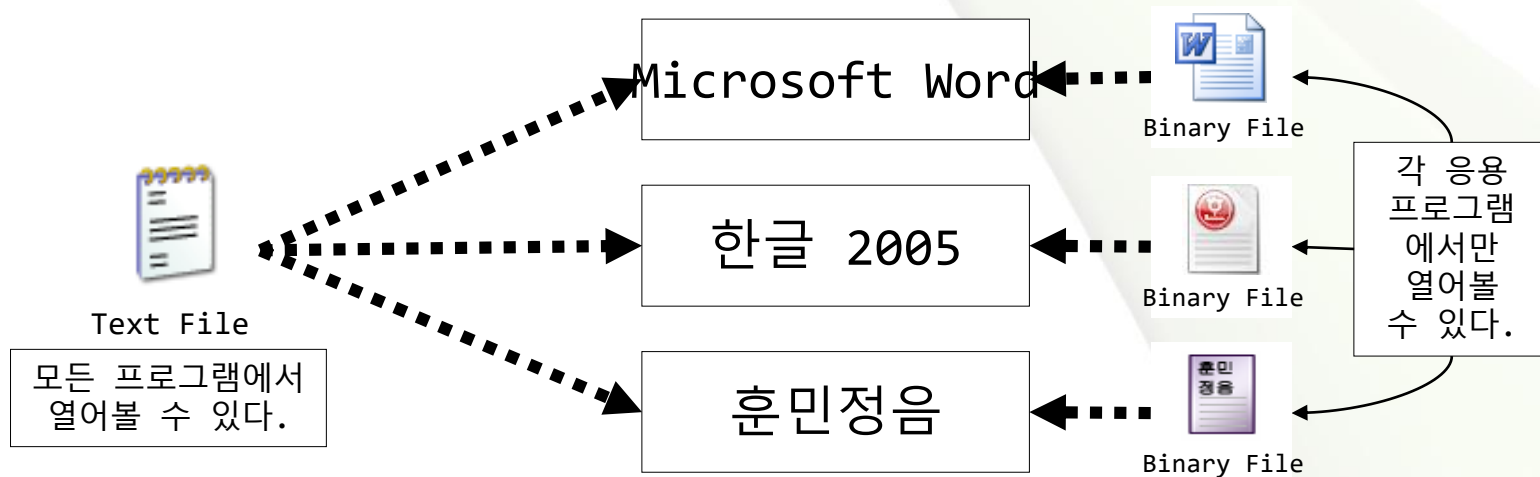 Microsoft Word
Binary File
각 응용
프로그램
에서만
열어볼
수 있다.
한글 2005
Binary File
Text File
모든 프로그램에서
열어볼 수 있다.
훈민정음
훈민
정음
Binary File